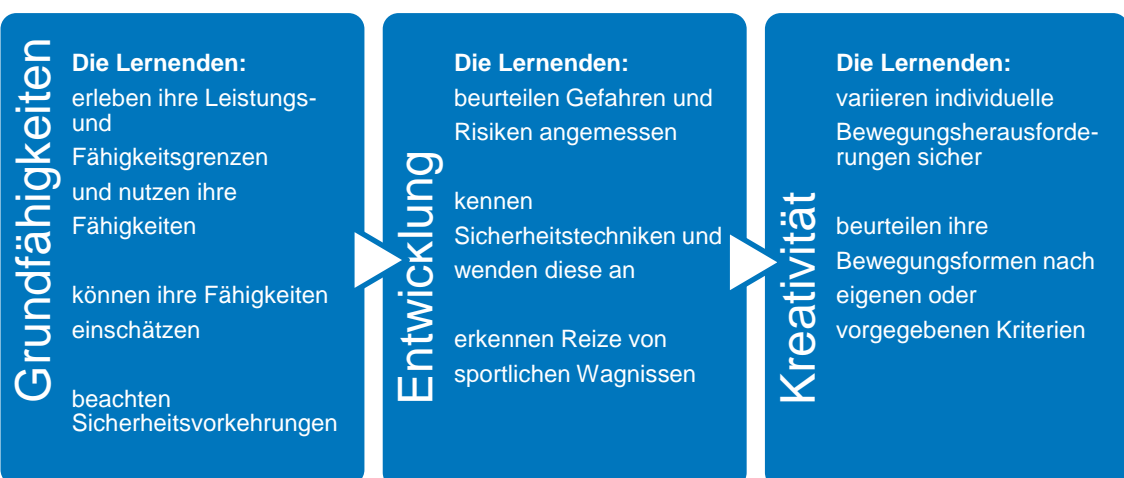 Grundfähigkeiten
Die Lernenden:
erleben ihre Leistungs-
und
Fähigkeitsgrenzen
und nutzen ihre
Fähigkeiten
können ihre Fähigkeiten
einschätzen
beachten
Sicherheitsvorkehrungen
Entwicklung
Die Lernenden:
beurteilen Gefahren und
Risiken angemessen
kennen
Sicherheitstechniken und
wenden diese an
erkennen Reize von
sportlichen Wagnissen
Kreativität
Die Lernenden:
variieren individuelle
Bewegungsherausforde-
rungen sicher
beurteilen ihre
Bewegungsformen nach
eigenen oder
vorgegebenen Kriterien